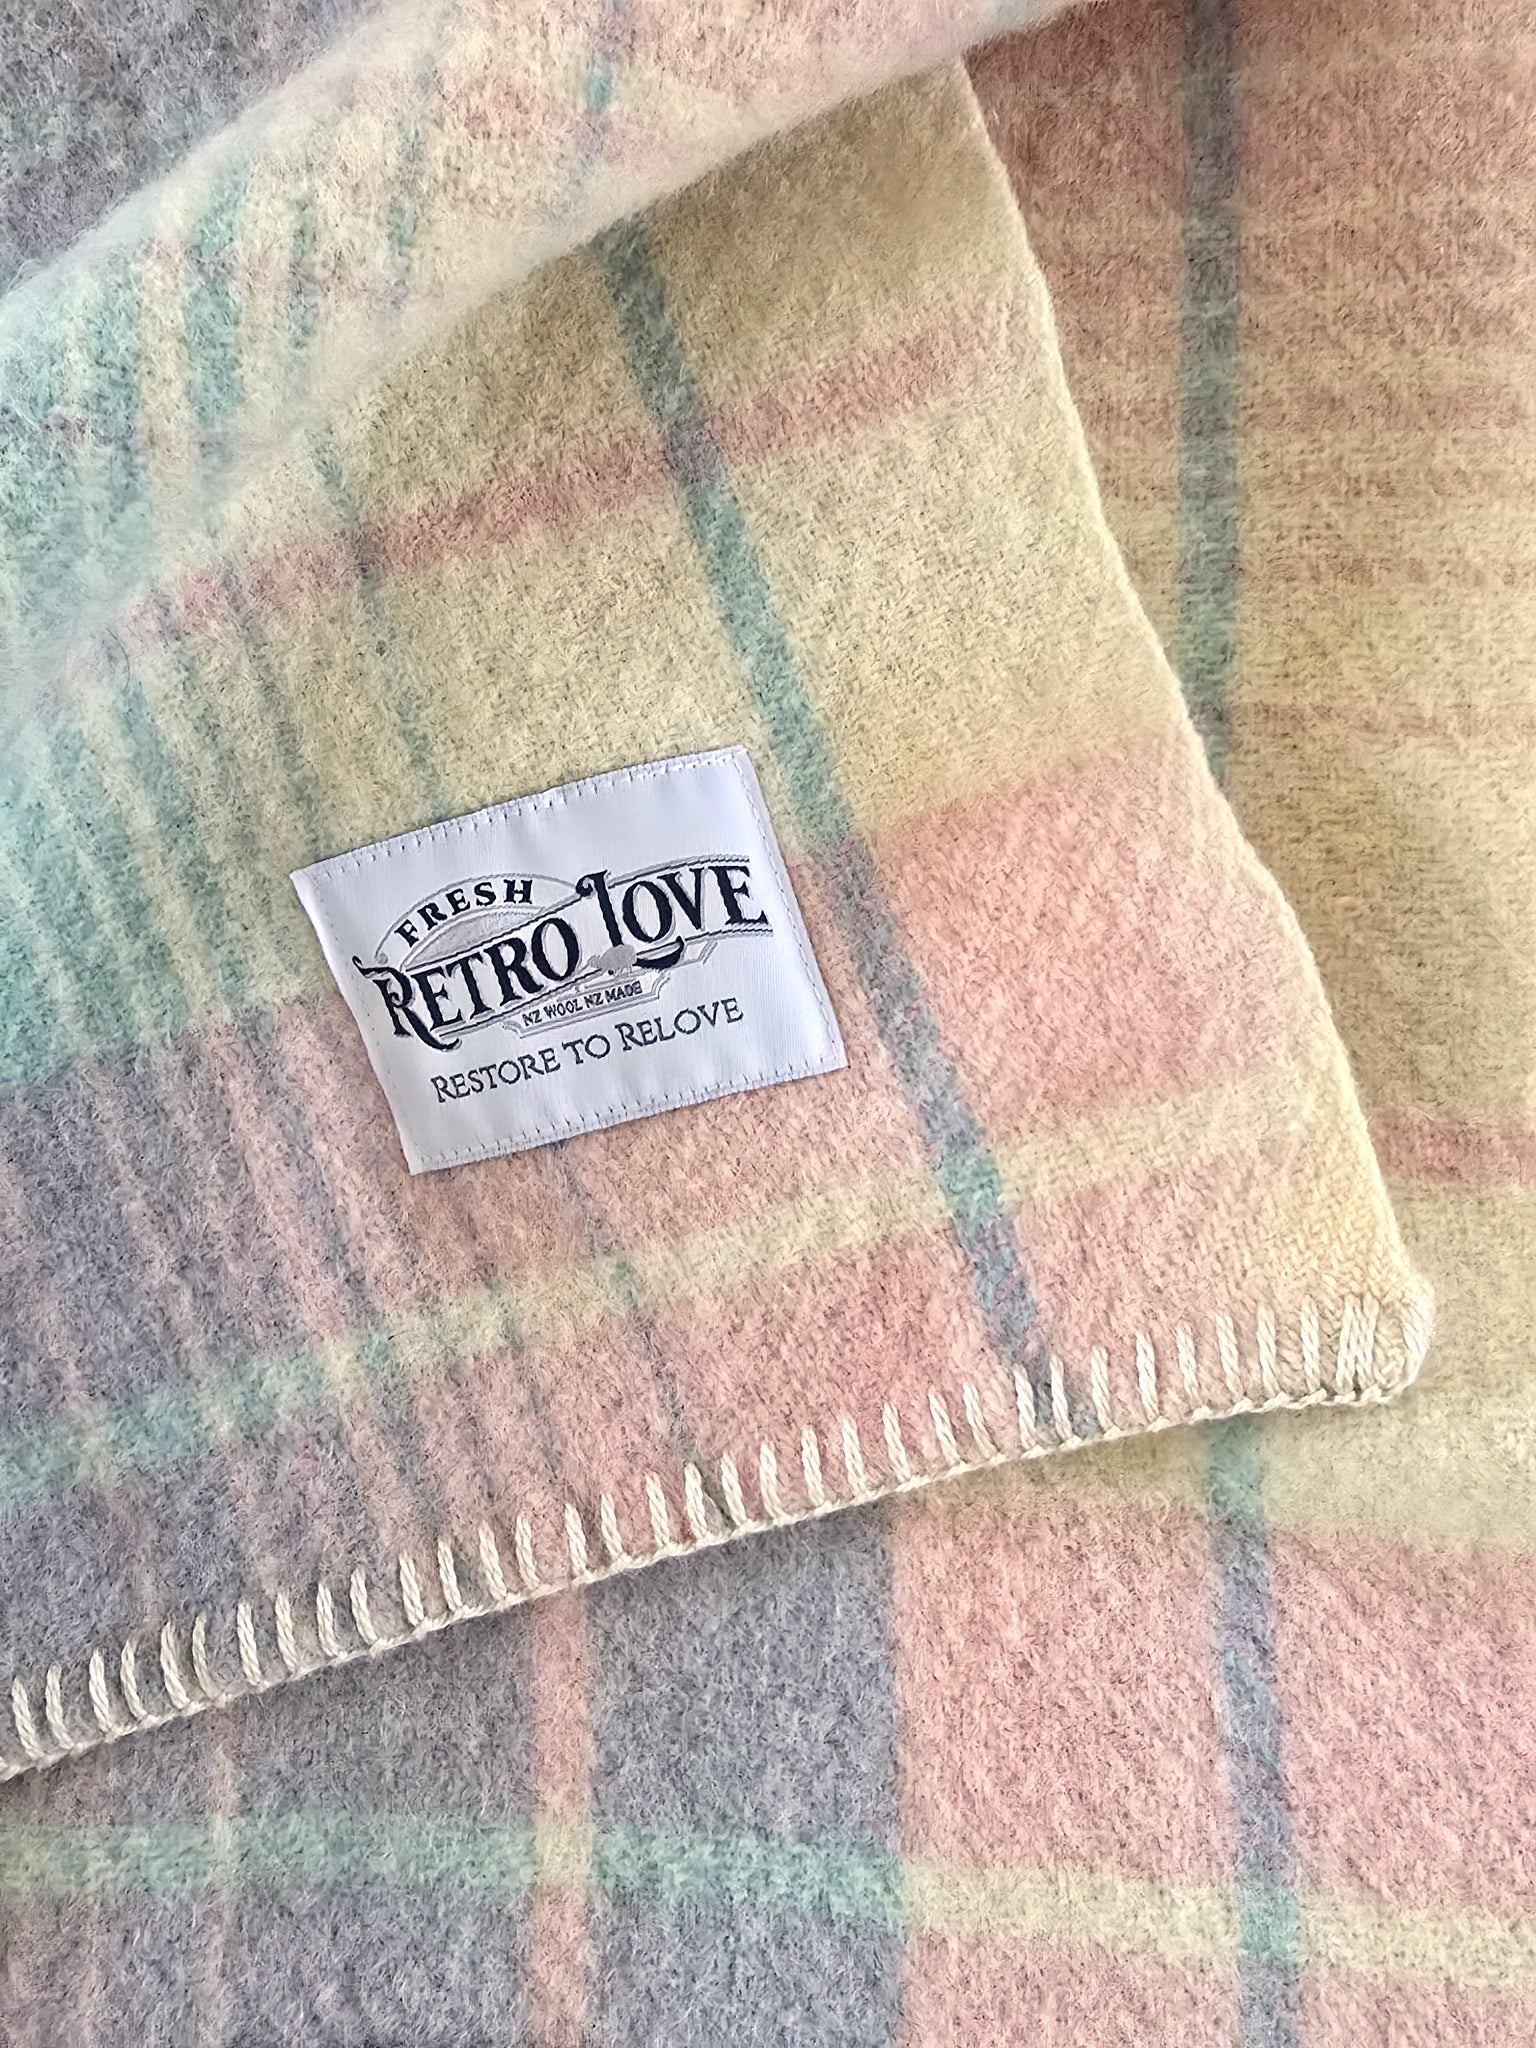 FRESH
RETRO LOVE
NZ WOOL NZ MADE
RESTORE TO RELOVE